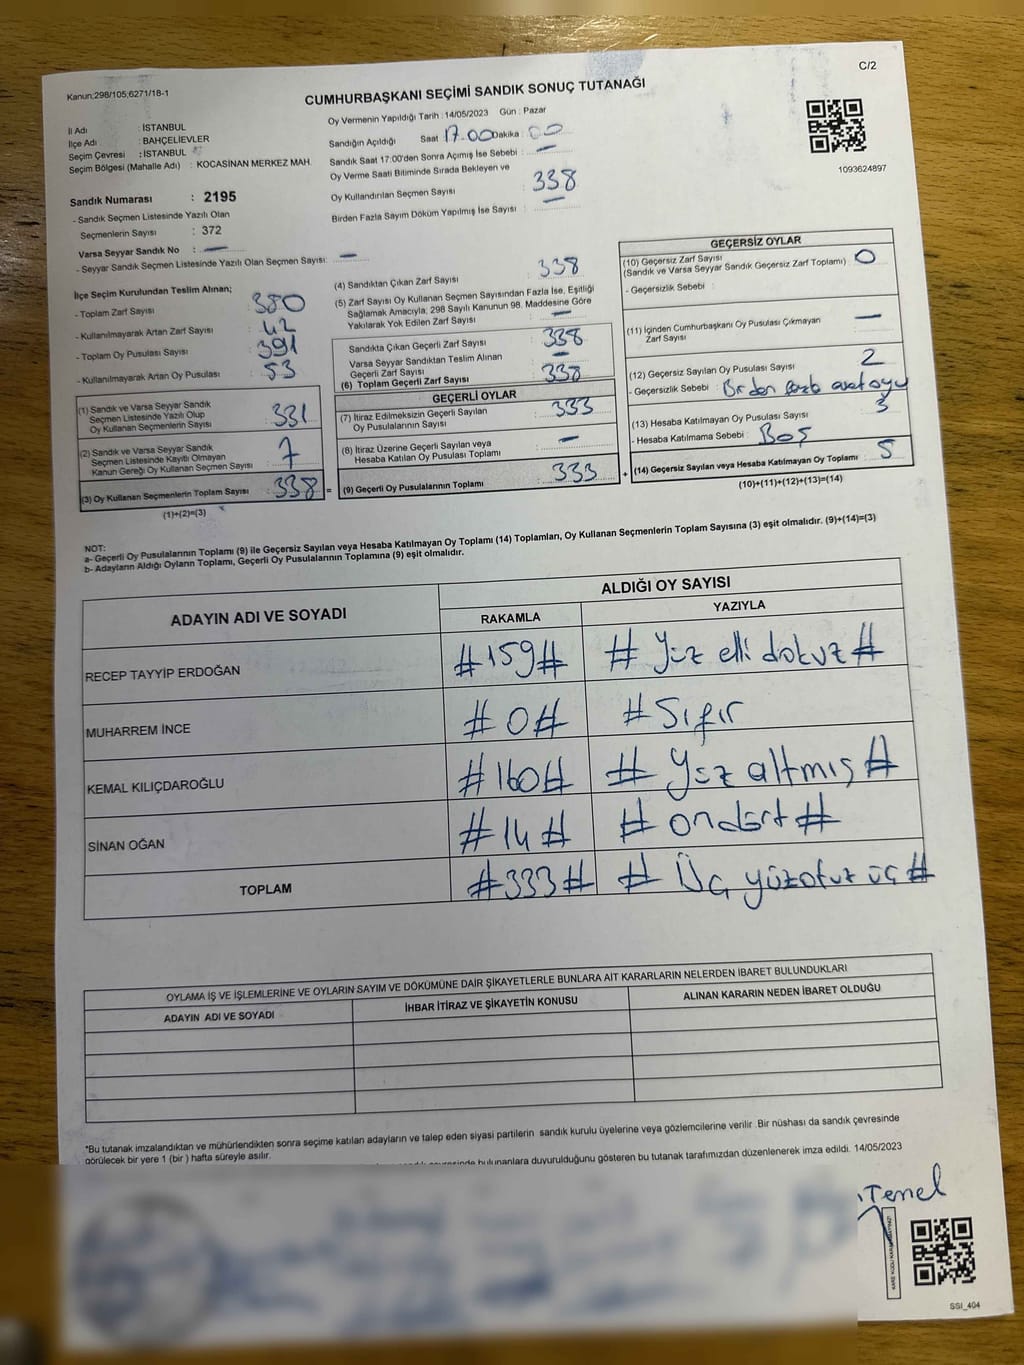 C/2
Kanun:298/105;6271/18-1
CUMHURBAŞKANI SEÇİMİ SANDIK SONUÇ TUTANAĞI
İl Adı : İSTANBUL
İlçe Adı : BAHÇELİEVLER
Seçim Çevresi : İSTANBUL
Seçim Bölgesi (Mahalle Adı) : KOCASİNAN MERKEZ MAH.
Sandık Numarası : 2195
- Sandık Seçmen Listesinde Yazılı Olan
Seçmenlerin Sayısı : 372
Varsa Seyyar Sandık No : —
- Seyyar Sandık Seçmen Listesinde Yazılı Olan Seçmen Sayısı: —
Oy Vermenin Yapıldığı Tarih : 14/05/2023 Gün : Pazar
Sandığın Açıldığı Saat 17.00 Dakika : 00
Sandık Saat 17:00'den Sonra Açımış İse Sebebi : —
Oy Verme Saati Bitiminde Sırada Bekleyen ve
Oy Kullandırılan Seçmen Sayısı : 338
Birden Fazla Sayım Döküm Yapılmış İse Sayısı : —
1093624897
İlçe Seçim Kurulundan Teslim Alınan;
- Toplam Zarf Sayısı : 380
- Kullanılmayarak Artan Zarf Sayısı : 42
- Toplam Oy Pusulası Sayısı : 391
- Kullanılmayarak Artan Oy Pusulası : 53
(1) Sandık ve Varsa Seyyar Sandık
Seçmen Listesinde Yazılı Olup
Oy Kullanan Seçmenlerin Sayısı : 331
(2) Sandık ve Varsa Seyyar Sandık
Seçmen Listesinde Kayıtlı Olmayan
Kanun Gereği Oy Kullanan Seçmen Sayısı : 7
(3) Oy Kullanan Seçmenlerin Toplam Sayısı : 338 =
(1)+(2)=(3)
(4) Sandıktan Çıkan Zarf Sayısı : 338
(5) Zarf Sayısı Oy Kullanan Seçmen Sayısından Fazla İse, Eşitliği
Sağlamak Amacıyla; 298 Sayılı Kanunun 98. Maddesine Göre
Yakılarak Yok Edilen Zarf Sayısı : —
Sandıkta Çıkan Geçerli Zarf Sayısı : 338
Varsa Seyyar Sandıktan Teslim Alınan
Geçerli Zarf Sayısı : —
(6) Toplam Geçerli Zarf Sayısı : 338
GEÇERLİ OYLAR
(7) İtiraz Edilmeksizin Geçerli Sayılan
Oy Pusulalarının Sayısı : 333
(8) İtiraz Üzerine Geçerli Sayılan veya
Hesaba Katılan Oy Pusulası Toplamı : —
(9) Geçerli Oy Pusulalarının Toplamı : 333 +
GEÇERSİZ OYLAR
(10) Geçersiz Zarf Sayısı
(Sandık ve Varsa Seyyar Sandık Geçersiz Zarf Toplamı) : 0
- Geçersizlik Sebebi :
(11) İçinden Cumhurbaşkanı Oy Pusulası Çıkmayan
Zarf Sayısı : —
(12) Geçersiz Sayılan Oy Pusulası Sayısı : 2
- Geçersizlik Sebebi : Birden fazla
(13) Hesaba Katılmayan Oy Pusulası Sayısı : 3
- Hesaba Katılmama Sebebi : Boş
(14) Geçersiz Sayılan veya Hesaba Katılmayan Oy Toplamı : 5
(10)+(11)+(12)+(13)=(14)
NOT:
a- Geçerli Oy Pusulalarının Toplamı (9) ile Geçersiz Sayılan veya Hesaba Katılmayan Oy Toplamı (14) Toplamları, Oy Kullanan Seçmenlerin Toplam Sayısına (3) eşit olmalıdır. (9)+(14)=(3)
b- Adayların Aldığı Oyların Toplamı, Geçerli Oy Pusulalarının Toplamına (9) eşit olmalıdır.
ADAYIN ADI VE SOYADI
ALDIĞI OY SAYISI
RAKAMLA YAZIYLA
RECEP TAYYİP ERDOĞAN #159# # Yüz elli dokuz #
MUHARREM İNCE #0# # Sıfır
KEMAL KILIÇDAROĞLU #160# # Yüz altmış #
SİNAN OĞAN #14# # ondört #
TOPLAM #333# # Üç yüzotuz üç #
OYLAMA İŞ VE İŞLEMLERİNE VE OYLARIN SAYIM VE DÖKÜMÜNE DAİR ŞİKAYETLERLE BUNLARA AİT KARARLARIN NELERDEN İBARET BULUNDUKLARI
ADAYIN ADI VE SOYADI İHBAR İTİRAZ VE ŞİKAYETİN KONUSU ALINAN KARARIN NEDEN İBARET OLDUĞU
*Bu tutanak imzalandıktan ve mühürlendikten sonra seçime katılan adayların ve talep eden siyasi partilerin sandık kurulu üyelerine veya gözlemcilerine verilir. Bir nüshası da sandık çevresinde
görülecek bir yere 1 (bir ) hafta süreyle asılır.
bulunanlara duyurulduğunu gösteren bu tutanak tarafımızdan düzenlenerek imza edildi. 14/05/2023
Temel
SSI_404